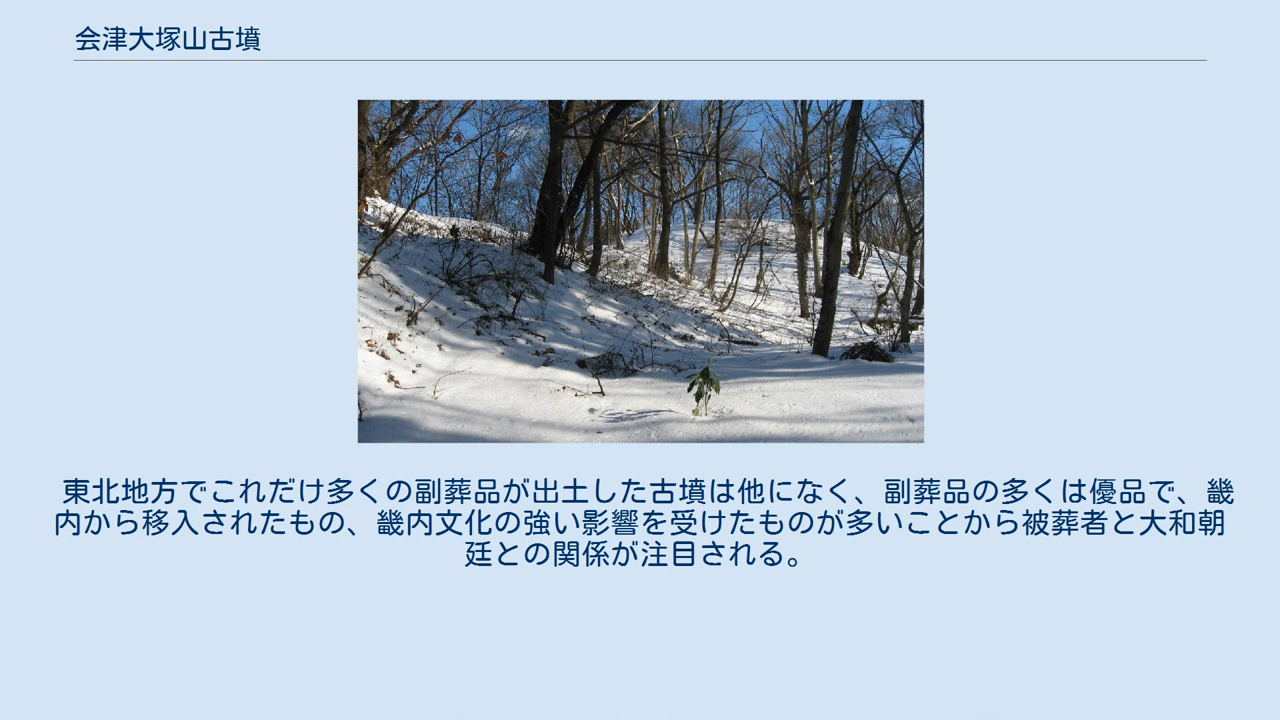 会津大塚山古墳
東北地方でこれだけ多くの副葬品が出土した古墳は他になく、副葬品の多くは優品で、畿
内から移入されたもの、畿内文化の強い影響を受けたものが多いことから被葬者と大和朝
廷との関係が注目される。